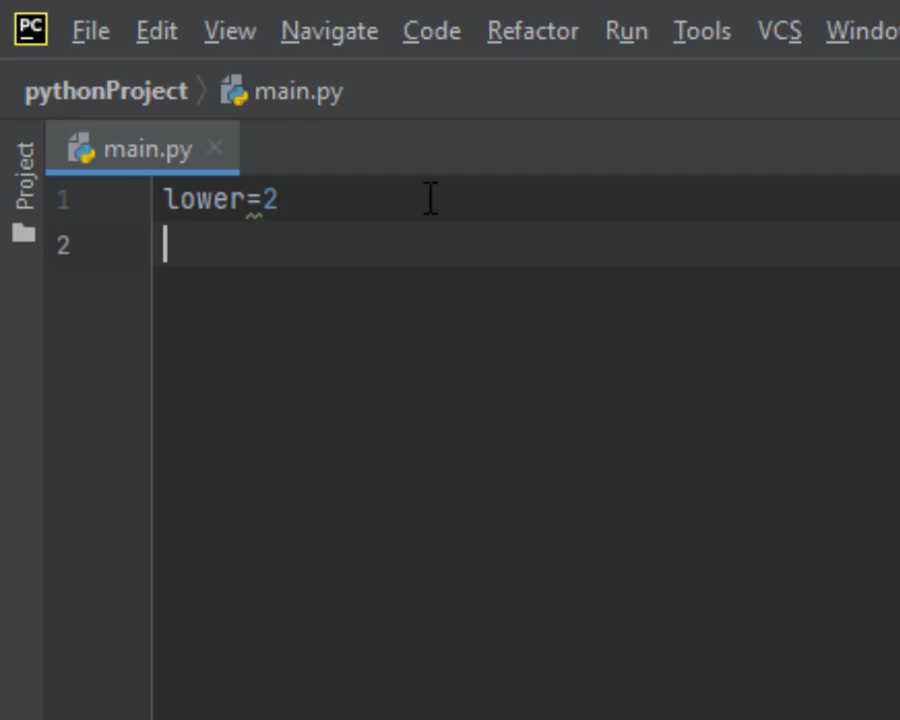 PC File Edit View Navigate Code Refactor Run Tools VCS Windo
pythonProject main.py
main.py
Project
1 lower=2
2